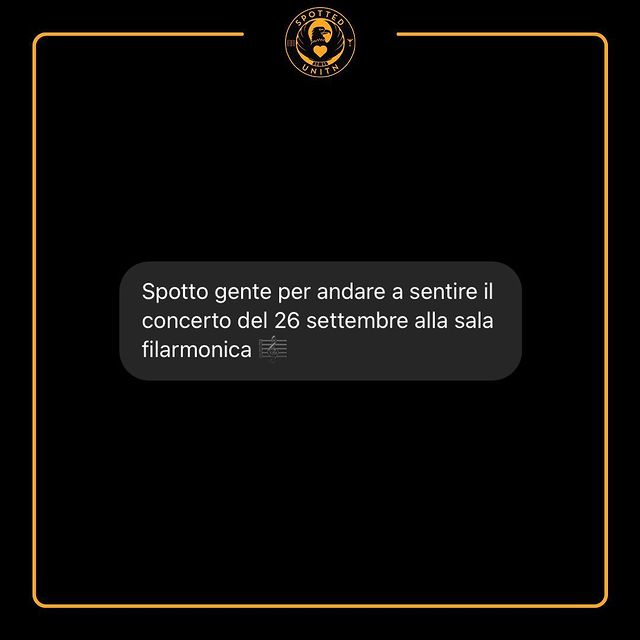 SPOTTED
UNITN
Spotto gente per andare a sentire il
concerto del 26 settembre alla sala
filarmonica 🎼